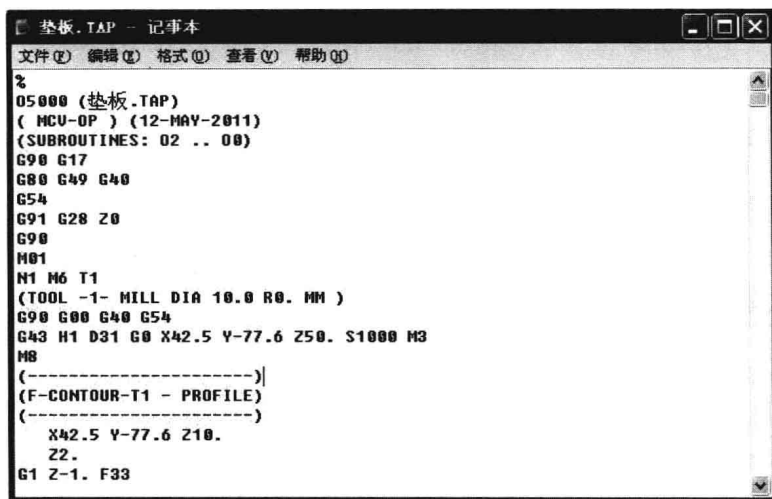 垫板.TAP - 记事本
文件(F) 编辑(E) 格式(O) 查看(V) 帮助(H)
%
O5000 (垫板.TAP)
( MCV-OP ) (12-MAY-2011)
(SUBROUTINES: O2 .. O0)
G90 G17
G80 G49 G40
G54
G91 G28 Z0
G90
M01
N1 M6 T1
(TOOL -1- MILL DIA 10.0 R0. MM )
G90 G00 G40 G54
G43 H1 D31 G0 X42.5 Y-77.6 Z50. S1000 M3
M8
(----------------------)
(F-CONTOUR-T1 - PROFILE)
(----------------------)
X42.5 Y-77.6 Z10.
Z2.
G1 Z-1. F33